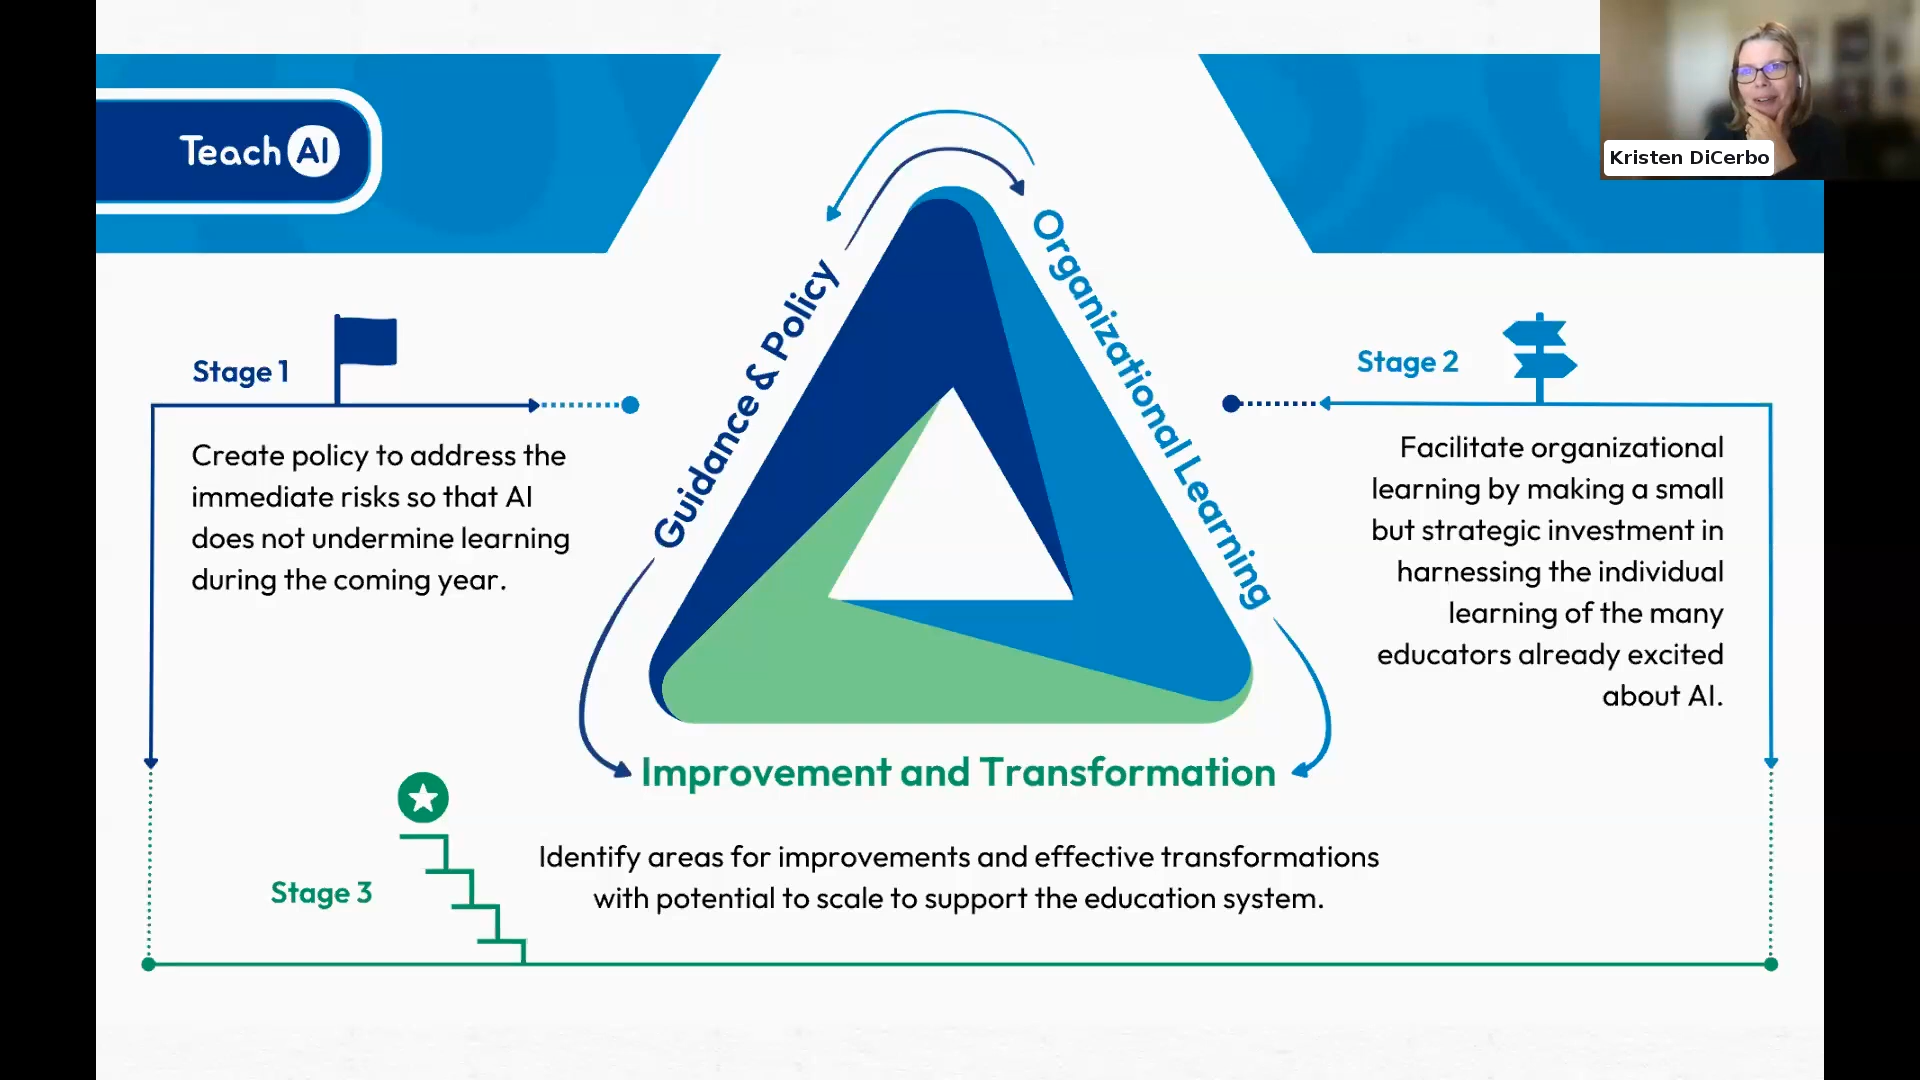 Teach AI
Kristen DiCerbo
Guidance & Policy
Organizational Learning
Stage 1
Create policy to address the
immediate risks so that AI
does not undermine learning
during the coming year.
Stage 2
Facilitate organizational
learning by making a small
but strategic investment in
harnessing the individual
learning of the many
educators already excited
about AI.
Improvement and Transformation
Stage 3
Identify areas for improvements and effective transformations
with potential to scale to support the education system.